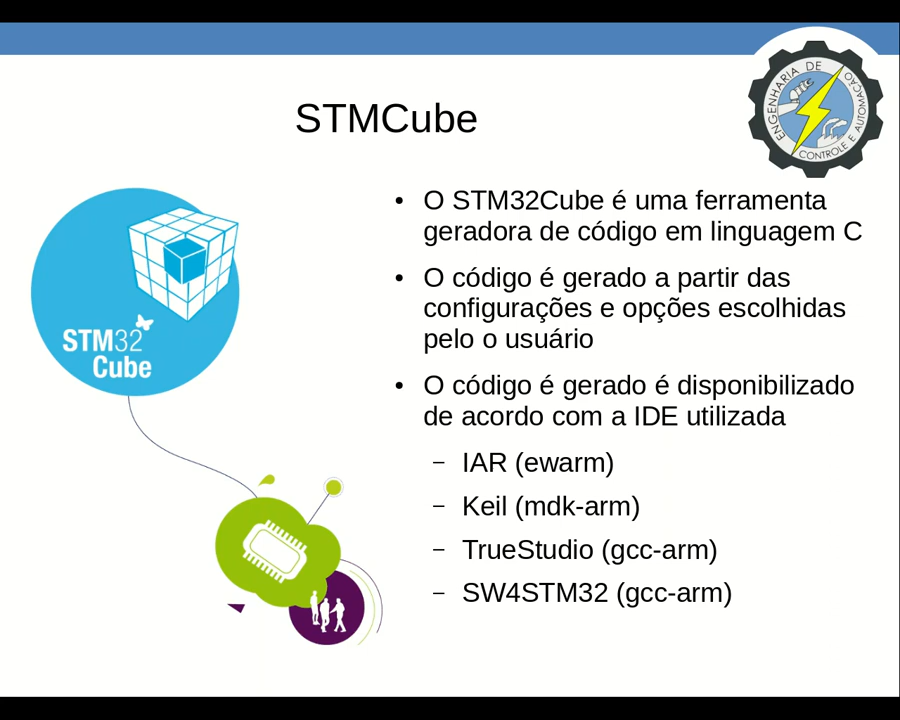 ENGENHARIA DE
CONTROLE E AUTOMAÇÃO
STMCube
STM32
Cube
• O STM32Cube é uma ferramenta
geradora de código em linguagem C
• O código é gerado a partir das
configurações e opções escolhidas
pelo o usuário
• O código é gerado é disponibilizado
de acordo com a IDE utilizada
– IAR (ewarm)
– Keil (mdk-arm)
– TrueStudio (gcc-arm)
– SW4STM32 (gcc-arm)